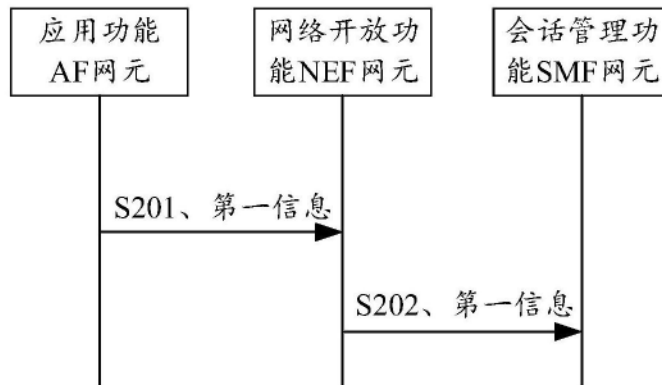 应用功能
AF网元
网络开放功
能NEF网元
会话管理功
能SMF网元
S201、第一信息
S202、第一信息